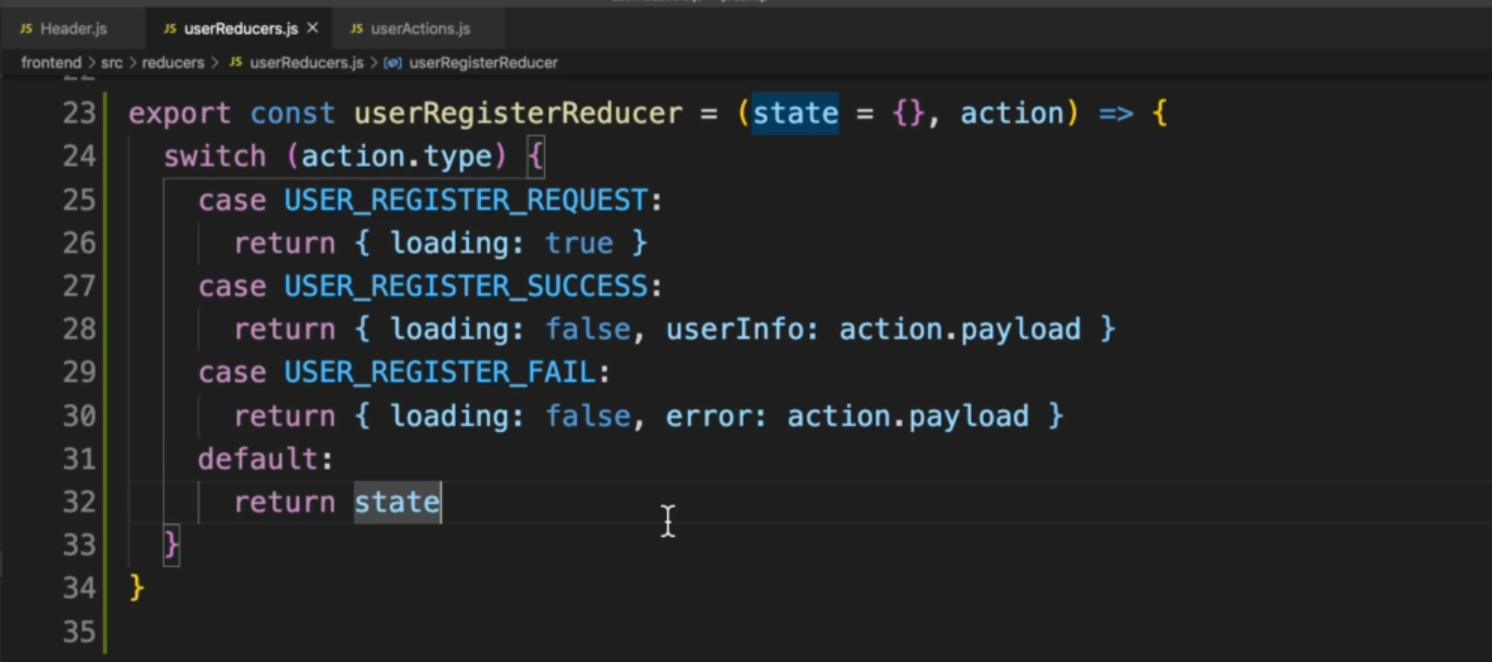 JS Header.js JS userReducers.js × JS userActions.js
frontend > src > reducers > JS userReducers.js > userRegisterReducer
22
23 export const userRegisterReducer = (state = {}, action) => {
24 switch (action.type) {
25 case USER_REGISTER_REQUEST:
26 return { loading: true }
27 case USER_REGISTER_SUCCESS:
28 return { loading: false, userInfo: action.payload }
29 case USER_REGISTER_FAIL:
30 return { loading: false, error: action.payload }
31 default:
32 return state
33 }
34 }
35